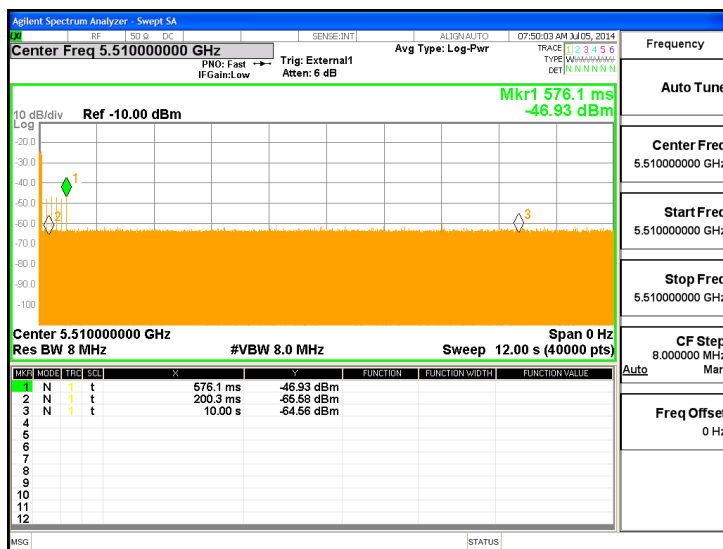 Agilent Spectrum Analyzer - Swept SA
LXI RF 50 Ω DC SENSE:INT ALIGN AUTO 07:50:03 AM Jul 05, 2014
Center Freq 5.510000000 GHz
PNO: Fast
IFGain:Low
Trig: External1
Atten: 6 dB
Avg Type: Log-Pwr
TRACE 1 2 3 4 5 6
TYPE WWWWWW
DET N N N N N N
Mkr1 576.1 ms
-46.93 dBm
10 dB/div Ref -10.00 dBm
Log
-20.0
-30.0
-40.0
-50.0
-60.0
-70.0
-80.0
-90.0
-100
1
2
3
Center 5.510000000 GHz Span 0 Hz
Res BW 8 MHz #VBW 8.0 MHz Sweep 12.00 s (40000 pts)
MKR MODE TRC SCL X Y FUNCTION FUNCTION WIDTH FUNCTION VALUE
1 N 1 t 576.1 ms -46.93 dBm
2 N 1 t 200.3 ms -65.58 dBm
3 N 1 t 10.00 s -64.56 dBm
4
5
6
7
8
9
10
11
12
MSG STATUS
Frequency
Auto Tune
Center Freq
5.510000000 GHz
Start Freq
5.510000000 GHz
Stop Freq
5.510000000 GHz
CF Step
8.000000 MHz
Auto Man
Freq Offset
0 Hz